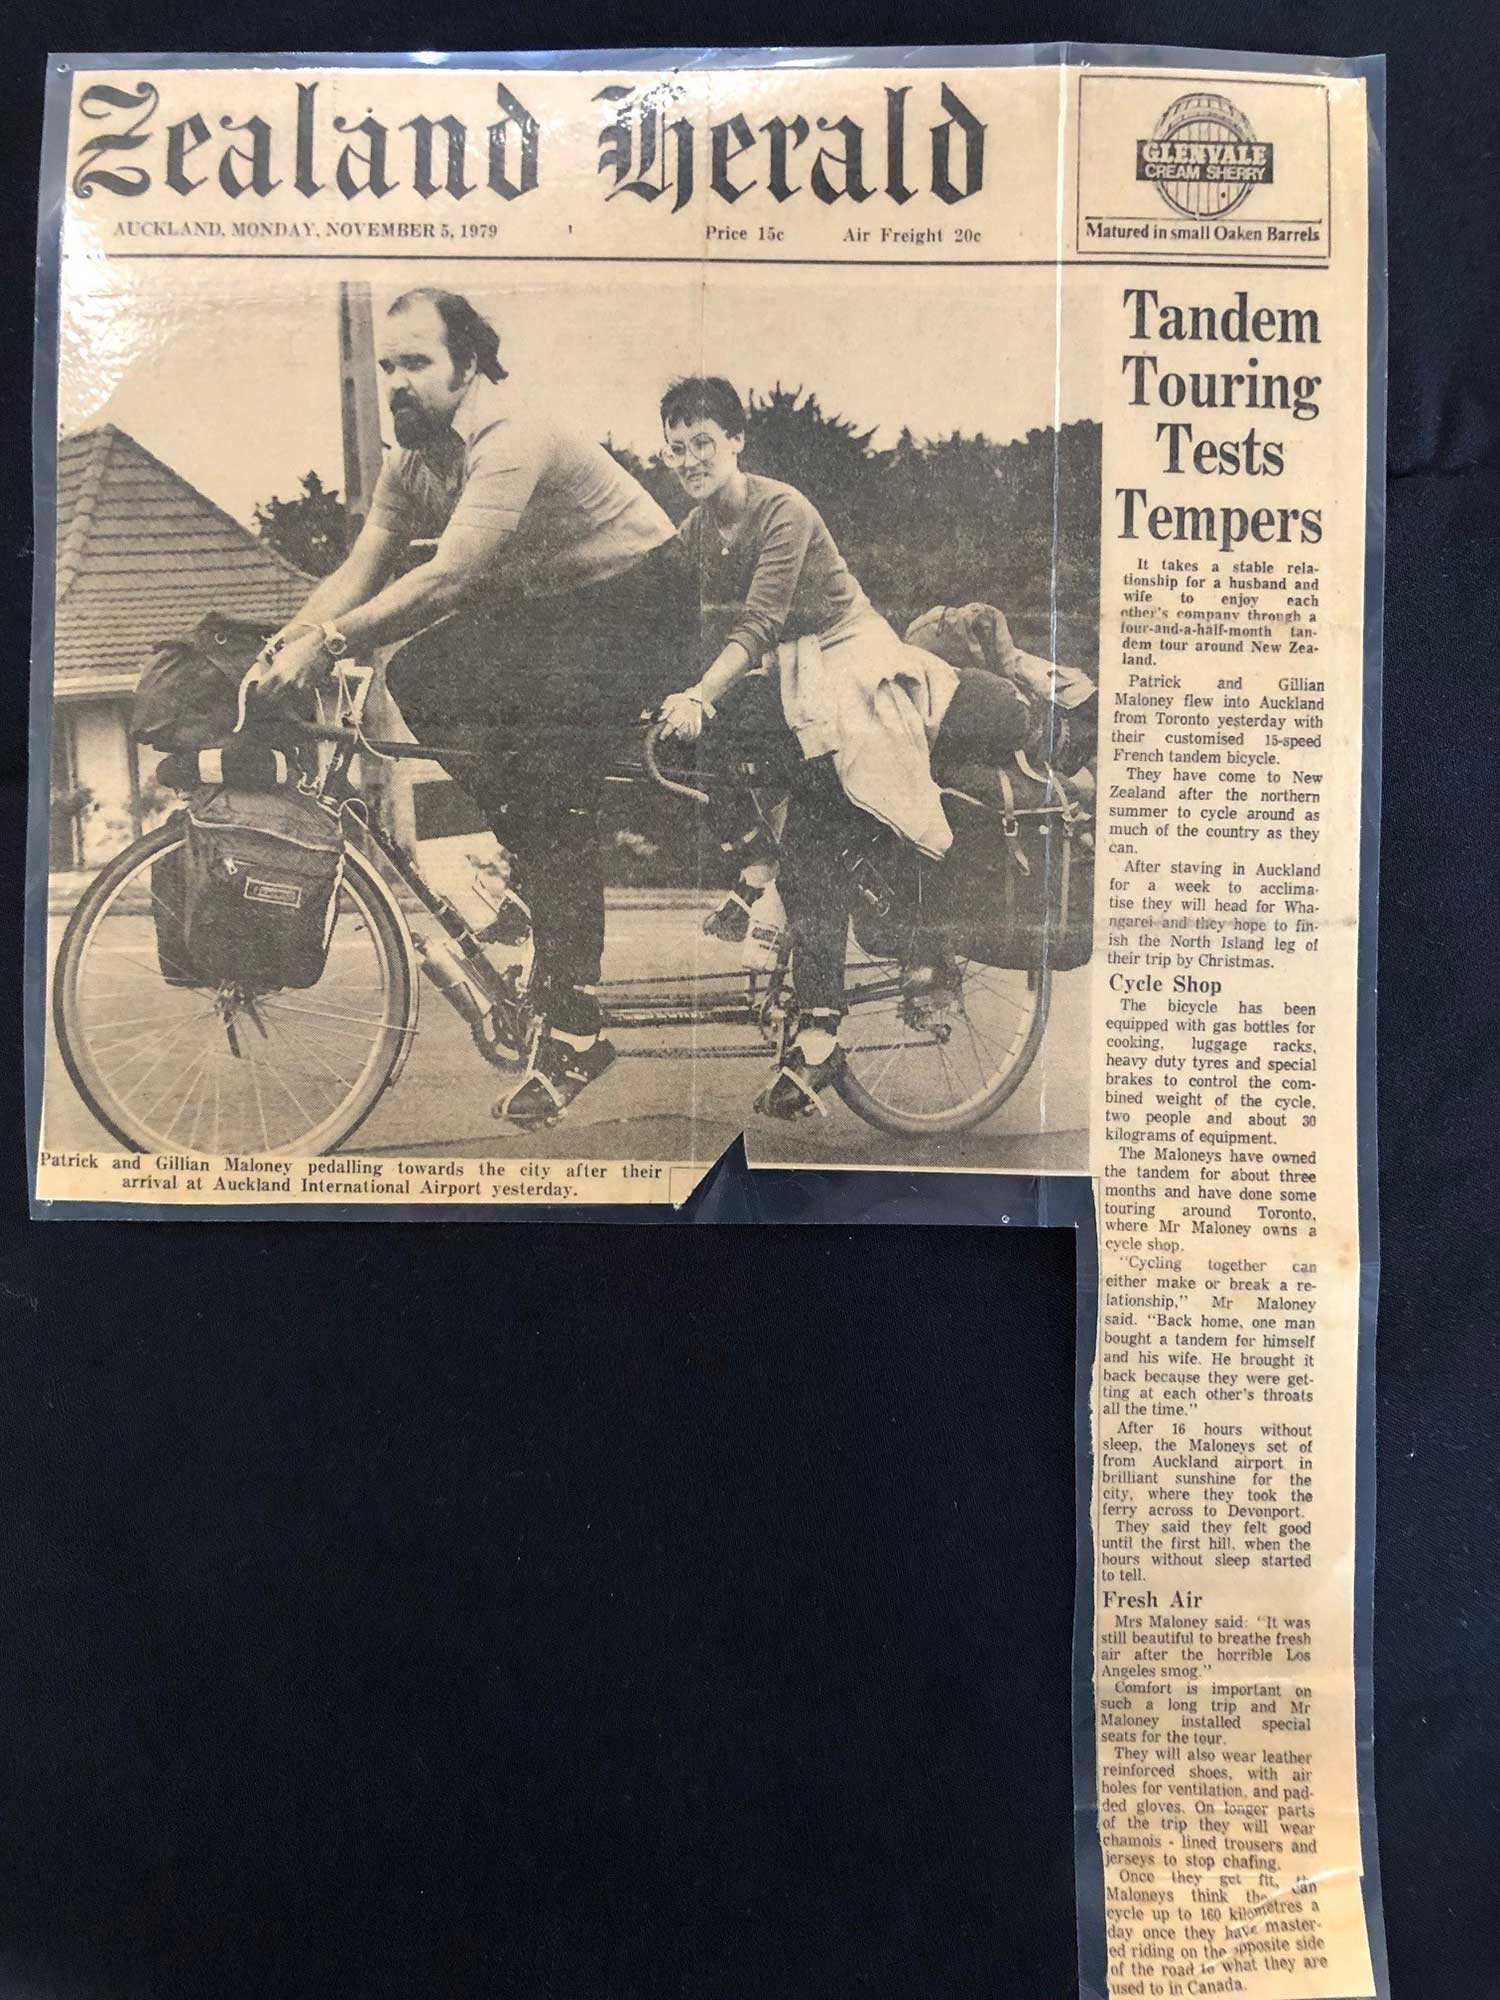 Zealand Herald
AUCKLAND, MONDAY, NOVEMBER 5, 1979
1
Price 15c
Air Freight 20c
GLENVALE
CREAM SHERRY
Matured in small Oaken Barrels
Patrick and Gillian Maloney pedalling towards the city after their
arrival at Auckland International Airport yesterday.
Tandem
Touring
Tests
Tempers
It takes a stable rela-
tionship for a husband and
wife to enjoy each
other's company through a
four-and-a-half-month tan-
dem tour around New Zea-
land.
Patrick and Gillian
Maloney flew into Auckland
from Toronto yesterday with
their customised 15-speed
French tandem bicycle.
They have come to New
Zealand after the northern
summer to cycle around as
much of the country as they
can.
After staying in Auckland
for a week to acclima-
tise they will head for Wha-
ngarei and they hope to fin-
ish the North Island leg of
their trip by Christmas.
Cycle Shop
The bicycle has been
equipped with gas bottles for
cooking, luggage racks,
heavy duty tyres and special
brakes to control the com-
bined weight of the cycle,
two people and about 30
kilograms of equipment.
The Maloneys have owned
the tandem for about three
months and have done some
touring around Toronto,
where Mr Maloney owns a
cycle shop.
"Cycling together can
either make or break a re-
lationship," Mr Maloney
said. "Back home, one man
bought a tandem for himself
and his wife. He brought it
back because they were get-
ting at each other's throats
all the time."
After 16 hours without
sleep, the Maloneys set of
from Auckland airport in
brilliant sunshine for the
city, where they took the
ferry across to Devonport.
They said they felt good
until the first hill, when the
hours without sleep started
to tell.
Fresh Air
Mrs Maloney said: "It was
still beautiful to breathe fresh
air after the horrible Los
Angeles smog."
Comfort is important on
such a long trip and Mr
Maloney installed special
seats for the tour.
They will also wear leather
reinforced shoes, with air
holes for ventilation, and pad-
ded gloves. On longer parts
of the trip they will wear
chamois - lined trousers and
jerseys to stop chafing.
Once they get fit, the
Maloneys think they can
cycle up to 160 kilometres a
day once they have master-
ed riding on the opposite side
of the road to what they are
used to in Canada.